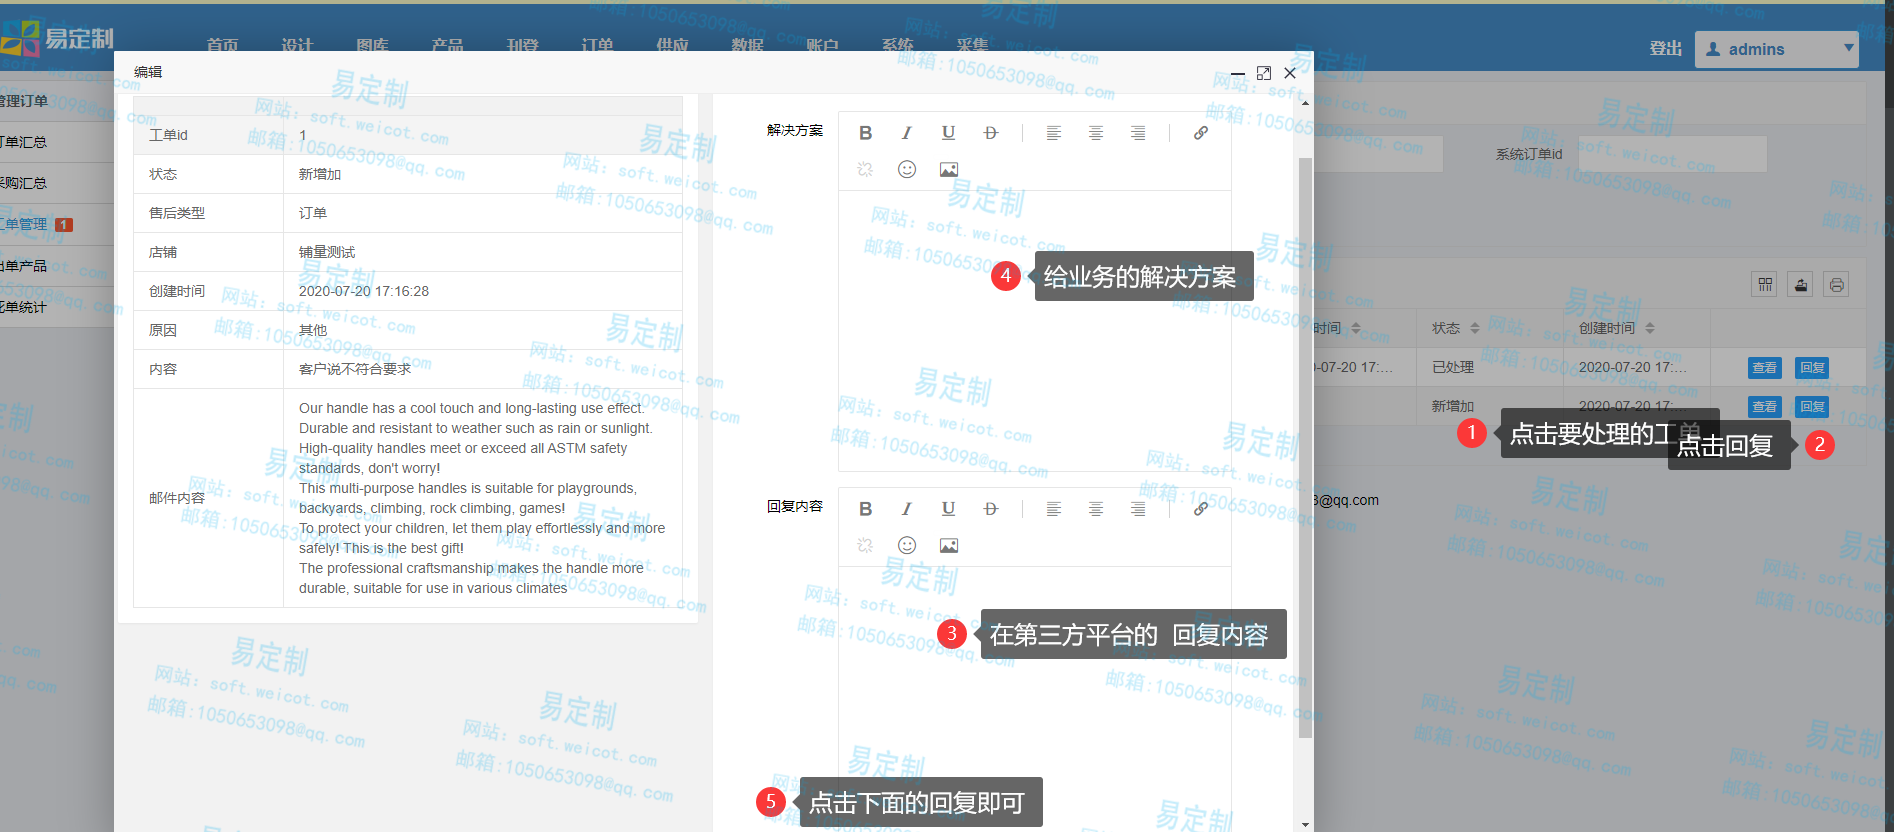 易定制
首页 设计 图库 产品 刊登 订单 供应 数据 账户 系统 采集
登出 admins
编辑
管理订单
订单汇总
采购汇总
工单管理 1
出单产品
工单id 1
状态 新增加
售后类型 订单
店铺 铺量测试
创建时间 2020-07-20 17:16:28
原因 其他
内容 客户说不符合要求
邮件内容
Our handle has a cool touch and long-lasting use effect.
Durable and resistant to weather such as rain or sunlight.
High-quality handles meet or exceed all ASTM safety
standards, don't worry!
This multi-purpose handles is suitable for playgrounds,
backyards, climbing, rock climbing, games!
To protect your children, let them play effortlessly and more
safely! This is the best gift!
The professional craftsmanship makes the handle more
durable, suitable for use in various climates
解决方案
4 给业务的解决方案
回复内容
3 在第三方平台的 回复内容
5 点击下面的回复即可
系统订单id
时间 状态 创建时间
0-07-20 17:... 已处理 2020-07-20 17:... 查看 回复
新增加 2020-07-20 17:... 查看 回复
1 点击要处理的工单
点击回复 2
@qq.com
易定制
网站: soft.weicot.com
邮箱:1050653098@qq.com